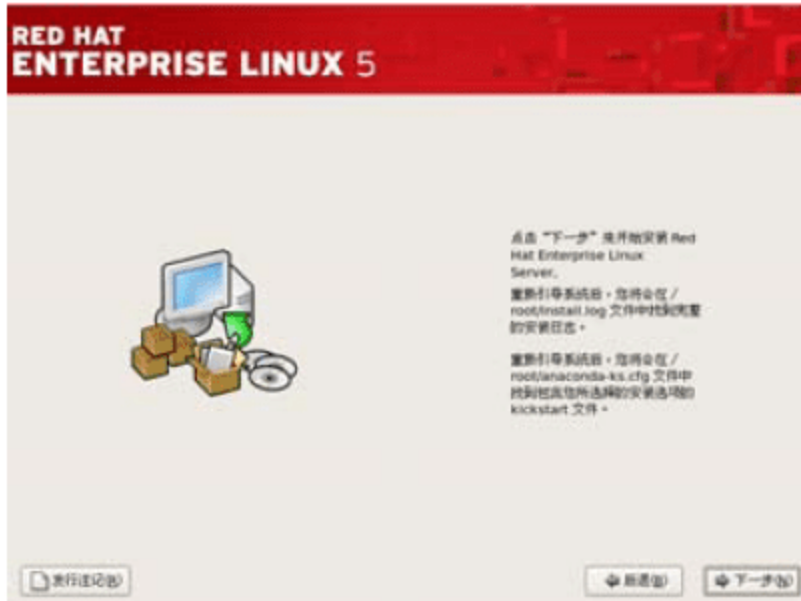 RED HAT
ENTERPRISE LINUX 5
点击“下一步”来开始安装 Red
Hat Enterprise Linux
Server。
重新引导系统后，您将会在 /
root/install.log 文件中找到完整
的安装日志。
重新引导系统后，您将会在 /
root/anaconda-ks.cfg 文件中
找到包含您所选择的安装选项的
kickstart 文件。
发行注记(R)
后退(B)
下一步(N)